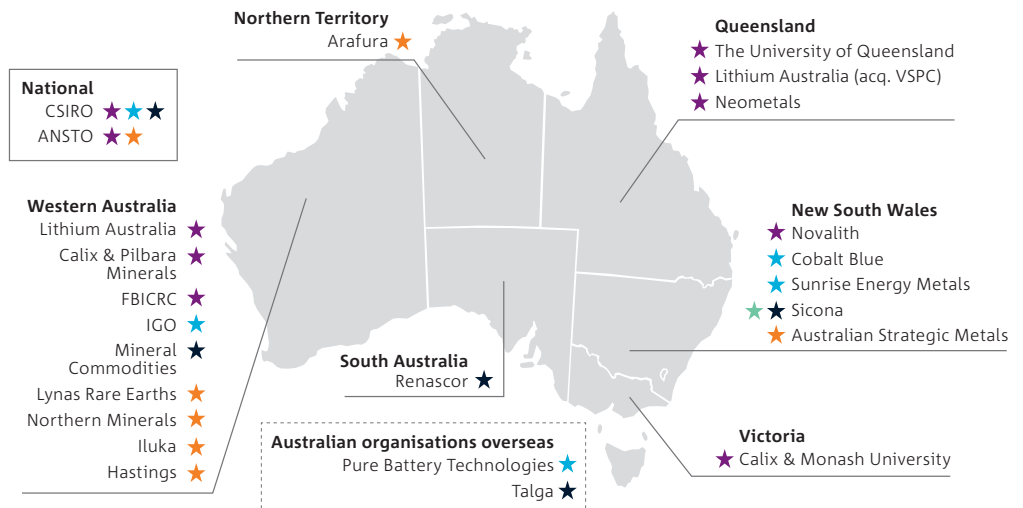 Northern Territory
Arafura
Queensland
The University of Queensland
Lithium Australia (acq. VSPC)
Neometals
National
CSIRO
ANSTO
Western Australia
Lithium Australia
Calix & Pilbara
Minerals
FBICRC
IGO
Mineral
Commodities
Lynas Rare Earths
Northern Minerals
Iluka
Hastings
New South Wales
Novalith
Cobalt Blue
Sunrise Energy Metals
Sicona
Australian Strategic Metals
South Australia
Renascor
Australian organisations overseas
Pure Battery Technologies
Talga
Victoria
Calix & Monash University